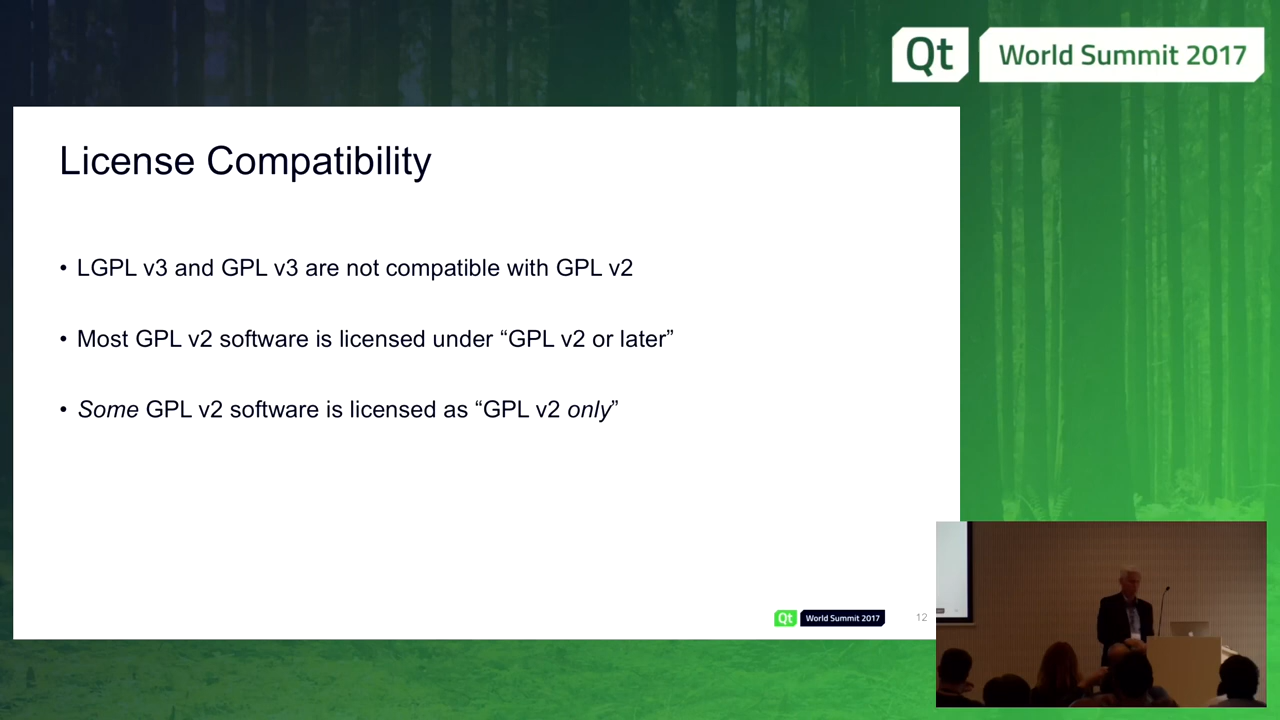 Qt World Summit 2017
License Compatibility
• LGPL v3 and GPL v3 are not compatible with GPL v2
• Most GPL v2 software is licensed under “GPL v2 or later”
• Some GPL v2 software is licensed as “GPL v2 only”
Qt World Summit 2017 12